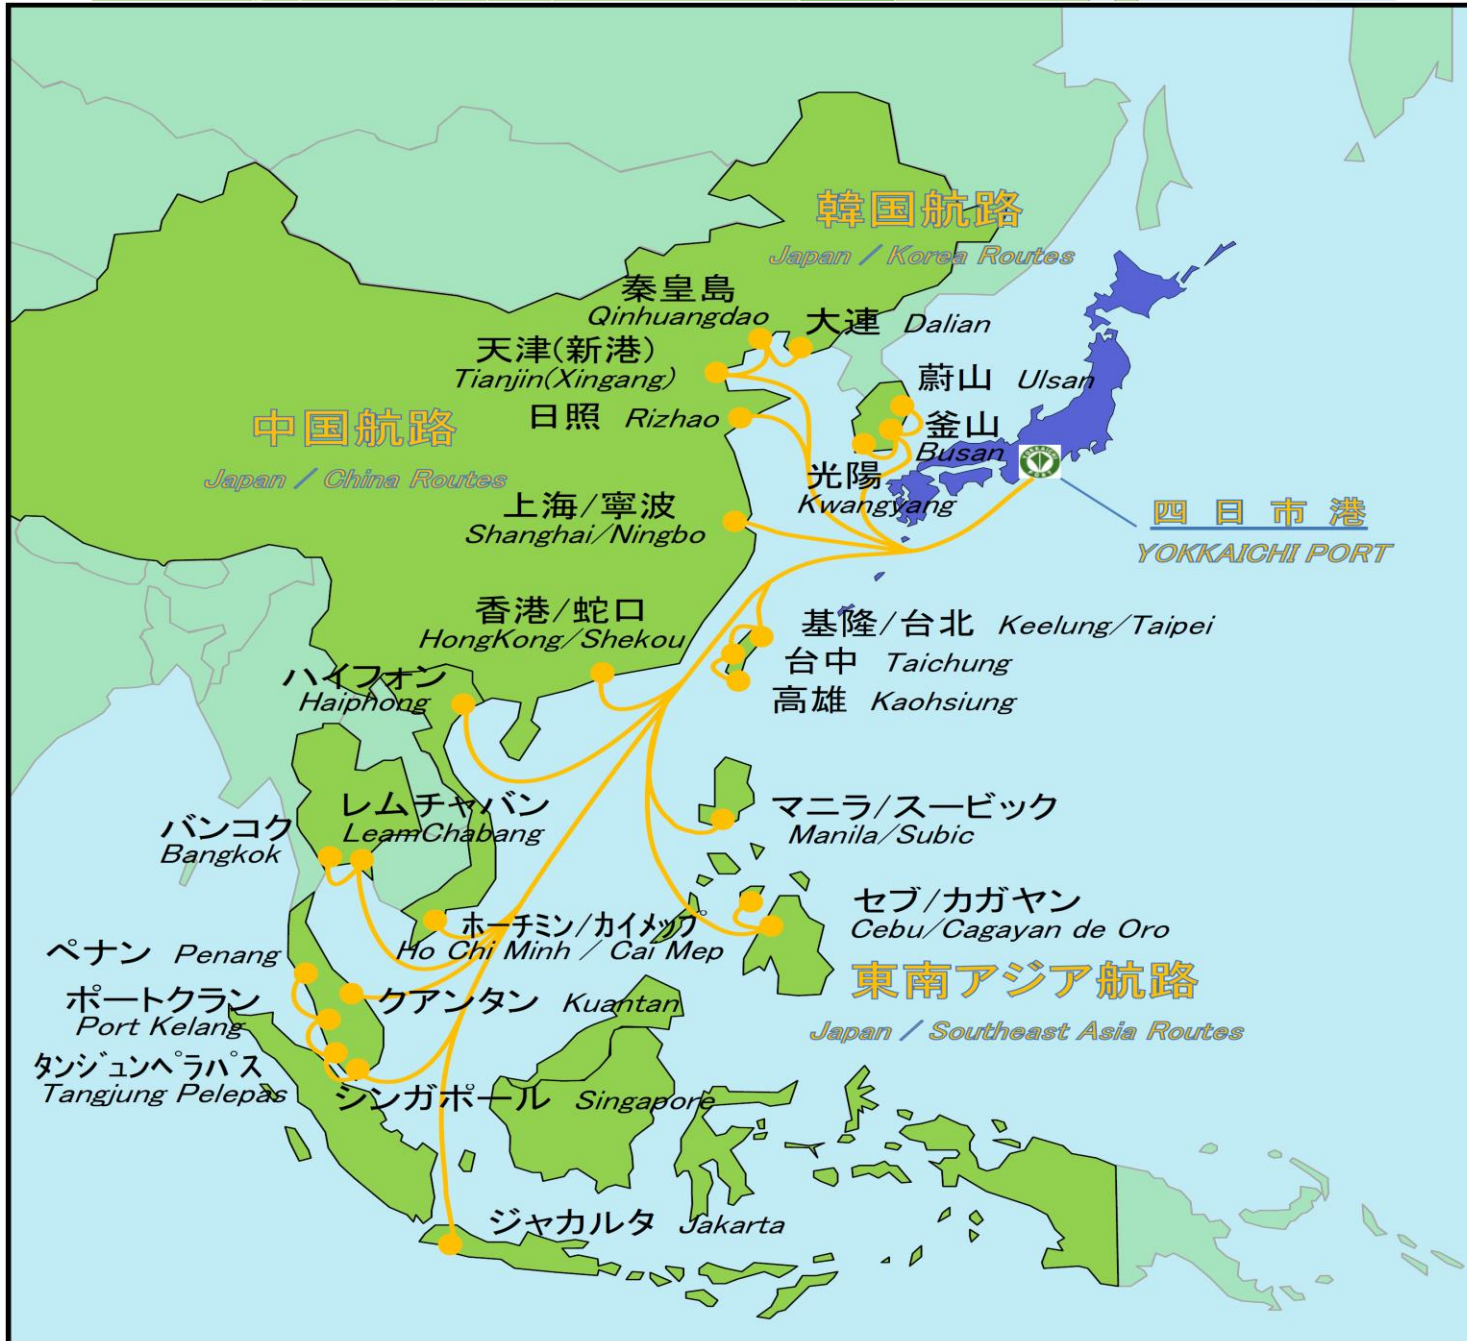 韓国航路
Japan / Korea Routes
秦皇島
Qinhuangdao
大連 Dalian
天津(新港)
Tianjin(Xingang)
蔚山 Ulsan
日照 Rizhao
中国航路
Japan / China Routes
釜山
Busan
光陽
Kwangyang
上海/寧波
Shanghai/Ningbo
四日市港
YOKKAICHI PORT
香港/蛇口
HongKong/Shekou
基隆/台北 Keelung/Taipei
台中 Taichung
高雄 Kaohsiung
ハイフォン
Haiphong
レムチャバン
LeamChabang
バンコク
Bangkok
マニラ/スービック
Manila/Subic
セブ/カガヤン
Cebu/Cagayan de Oro
ホーチミン/カイメップ
Ho Chi Minh / Cai Mep
ペナン Penang
東南アジア航路
Japan / Southeast Asia Routes
ポートクラン
Port Kelang
クアンタン Kuantan
タンジュンペラパス
Tangjung Pelepas
シンガポール Singapore
ジャカルタ Jakarta